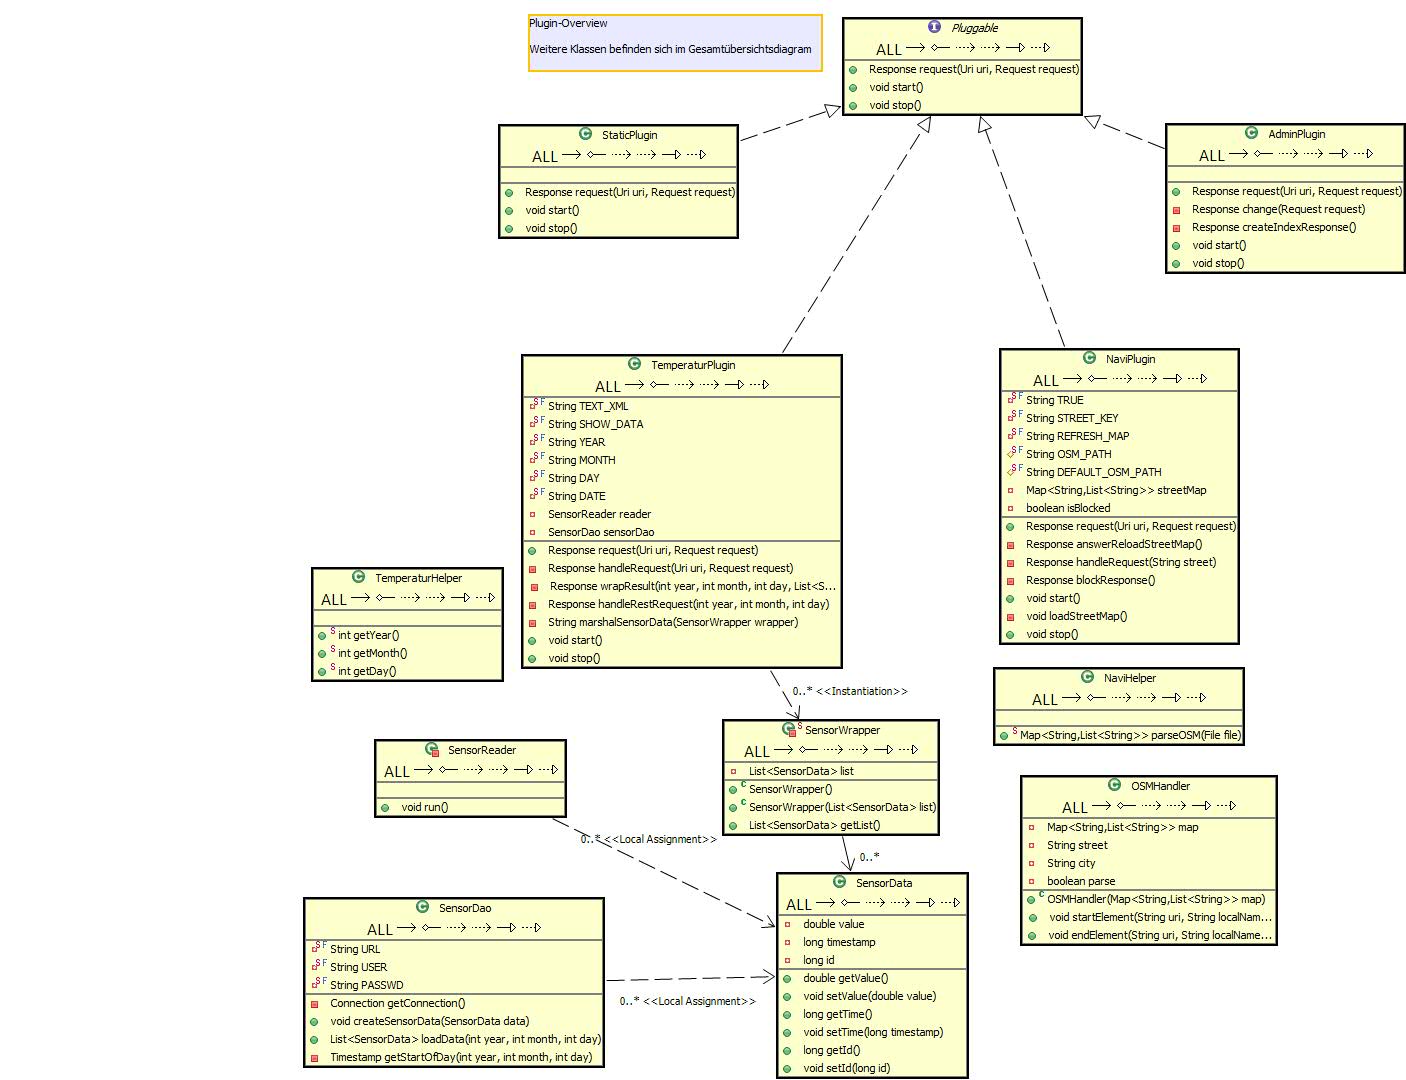 Plugin-Overview
Weitere Klassen befinden sich im Gesamtübersichtsdiagram
Pluggable
ALL
Response request(Uri uri, Request request)
void start()
void stop()
StaticPlugin
ALL
Response request(Uri uri, Request request)
void start()
void stop()
AdminPlugin
ALL
Response request(Uri uri, Request request)
Response change(Request request)
Response createIndexResponse()
void start()
void stop()
TemperaturPlugin
ALL
String TEXT_XML
String SHOW_DATA
String YEAR
String MONTH
String DAY
String DATE
SensorReader reader
SensorDao sensorDao
Response request(Uri uri, Request request)
Response handleRequest(Uri uri, Request request)
Response wrapResult(int year, int month, int day, List<S...
Response handleRestRequest(int year, int month, int day)
String marshalSensorData(SensorWrapper wrapper)
void start()
void stop()
NaviPlugin
ALL
String TRUE
String STREET_KEY
String REFRESH_MAP
String OSM_PATH
String DEFAULT_OSM_PATH
Map<String,List<String>> streetMap
boolean isBlocked
Response request(Uri uri, Request request)
Response answerReloadStreetMap()
Response handleRequest(String street)
Response blockResponse()
void start()
void loadStreetMap()
void stop()
TemperaturHelper
ALL
int getYear()
int getMonth()
int getDay()
0..* <<Instantiation>>
NaviHelper
ALL
Map<String,List<String>> parseOSM(File file)
SensorReader
ALL
void run()
SensorWrapper
ALL
List<SensorData> list
SensorWrapper()
SensorWrapper(List<SensorData> list)
List<SensorData> getList()
OSMHandler
ALL
Map<String,List<String>> map
String street
String city
boolean parse
OSMHandler(Map<String,List<String>> map)
void startElement(String uri, String localNam...
void endElement(String uri, String localName...
0..* <<Local Assignment>>
0..*
SensorDao
ALL
String URL
String USER
String PASSWD
Connection getConnection()
void createSensorData(SensorData data)
List<SensorData> loadData(int year, int month, int day)
Timestamp getStartOfDay(int year, int month, int day)
0..* <<Local Assignment>>
SensorData
ALL
double value
long timestamp
long id
double getValue()
void setValue(double value)
long getTime()
void setTime(long timestamp)
long getId()
void setId(long id)